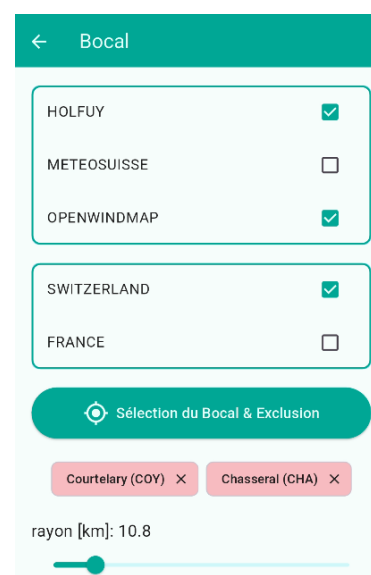 Bocal
HOLFUY
METEOSUISSE
OPENWINDMAP
SWITZERLAND
FRANCE
Sélection du Bocal & Exclusion
Courtelary (COY) Chasseral (CHA)
rayon [km]: 10.8